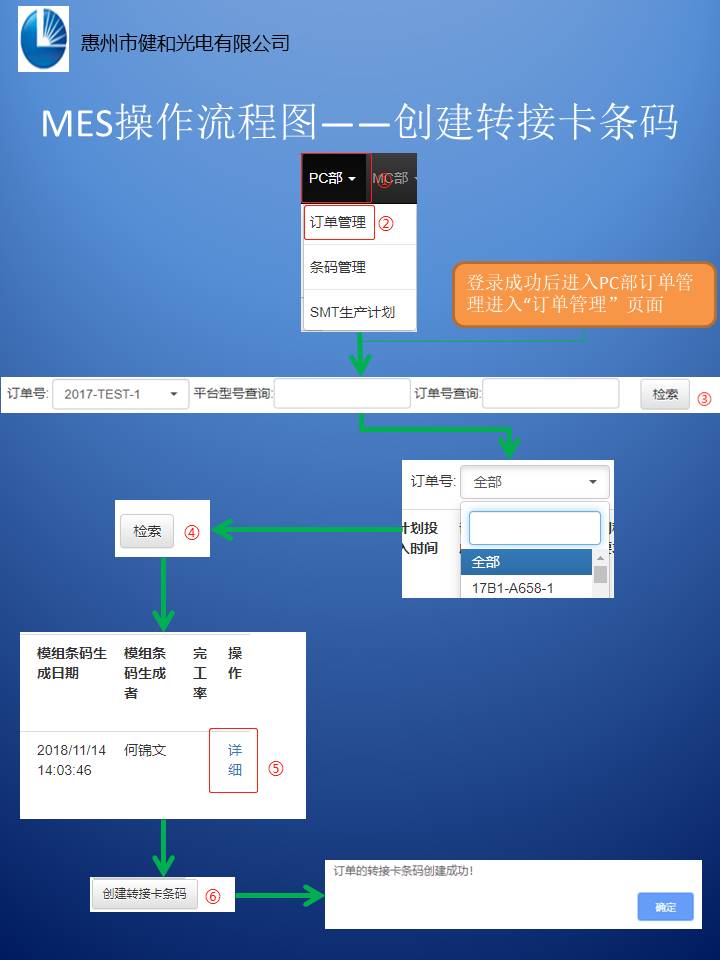 惠州市健和光电有限公司
MES操作流程图——创建转接卡条码
PC部 ① MC部
订单管理 ②
条码管理
SMT生产计划
登录成功后进入PC部订单管
理进入“订单管理”页面
订单号: 2017-TEST-1 平台型号查询: 订单号查询: 检索 ③
订单号: 全部
计划投
入时间
全部
17B1-A658-1
检索 ④
模组条码生 模组条 完 操
成日期 码生成 工 作
者 率
2018/11/14 何锦文 详
14:03:46 细 ⑤
创建转接卡条码 ⑥
订单的转接卡条码创建成功!
确定